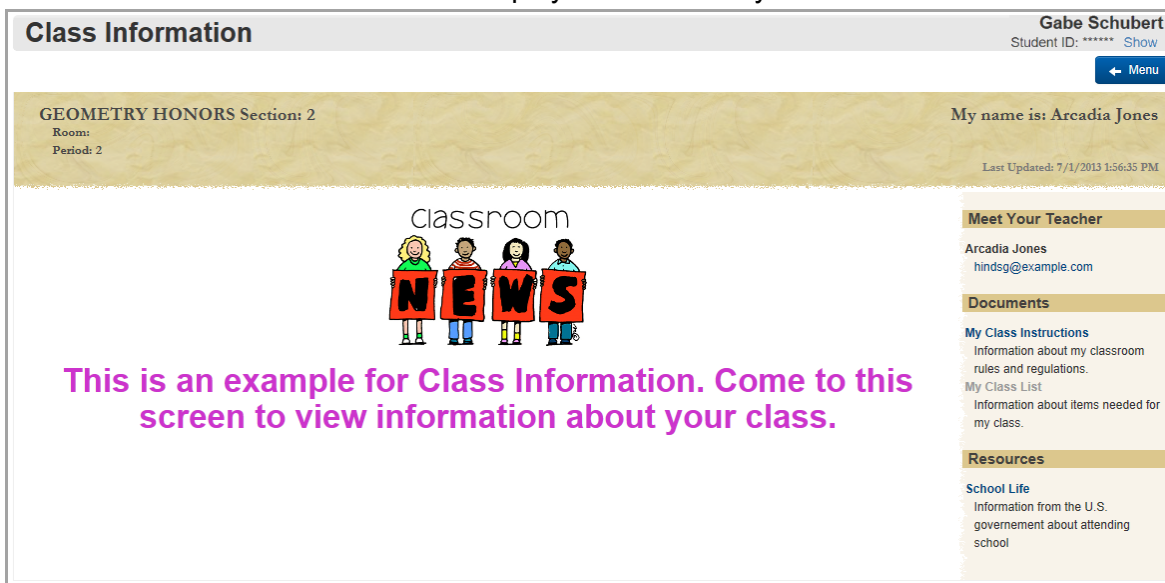 Class Information
Gabe Schubert
Student ID: ****** Show
Menu
GEOMETRY HONORS Section: 2
Room:
Period: 2
My name is: Arcadia Jones
Last Updated: 7/1/2013 1:56:35 PM
Classroom
NEWS
This is an example for Class Information. Come to this
screen to view information about your class.
Meet Your Teacher
Arcadia Jones
hindsg@example.com
Documents
My Class Instructions
Information about my classroom
rules and regulations.
My Class List
Information about items needed for
my class.
Resources
School Life
Information from the U.S.
governement about attending
school